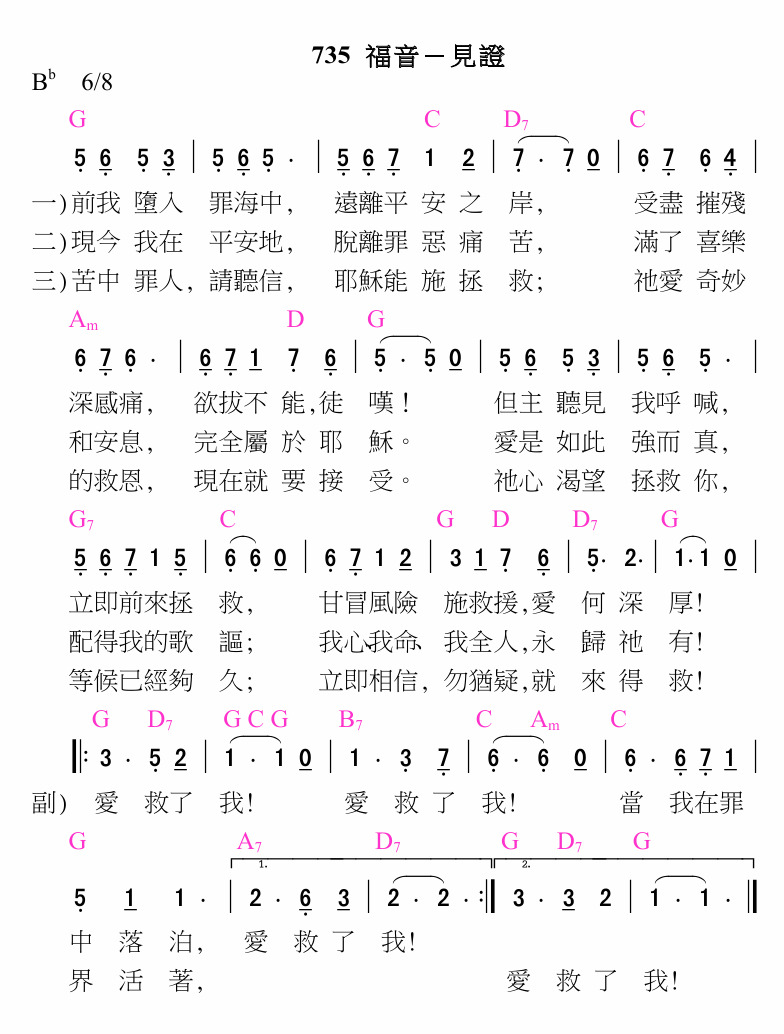 735 福音－見證
B♭ 6/8
G C D7 C
5 6 5 3 | 5 6 5 · | 5 6 7 1 2 | 7 · 7 0 | 6 7 6 4 |
一)前我 墮入 罪海中, 遠離平 安 之 岸, 受盡 摧殘
二)現今 我在 平安地, 脫離罪 惡 痛 苦, 滿了 喜樂
三)苦中 罪人, 請聽信, 耶穌能 施 拯 救; 祂愛 奇妙
Am D G
6 7 6 · | 6 7 1 7 6 | 5 · 5 0 | 5 6 5 3 | 5 6 5 · |
深感痛, 欲拔不 能,徒 嘆! 但主 聽見 我呼 喊,
和安息, 完全屬 於 耶 穌。 愛是 如此 強而 真,
的救恩, 現在就 要 接 受。 祂心 渴望 拯救 你,
G7 C G D D7 G
5 6 7 1 5 | 6 6 0 | 6 7 1 2 | 3 1 7 6 | 5· 2· | 1·1 0 |
立即前來拯 救, 甘冒風險 施救援,愛 何 深 厚!
配得我的歌 謳; 我心、我命、 我全人,永 歸 祂 有!
等候已經夠 久; 立即相信, 勿猶疑,就 來 得 救!
G D7 G C G B7 C Am C
‖: 3 · 5 2 | 1 · 1 0 | 1 · 3 7 | 6 · 6 0 | 6 · 6 7 1 |
副) 愛 救了 我! 愛 救 了 我! 當 我在罪
G A7 D7 G D7 G
1. 2.
5 1 1 · | 2 · 6 3 | 2 · 2 · :‖ 3 · 3 2 | 1 · 1 · ‖
中 落 泊, 愛 救 了 我!
界 活 著, 愛 救 了 我!